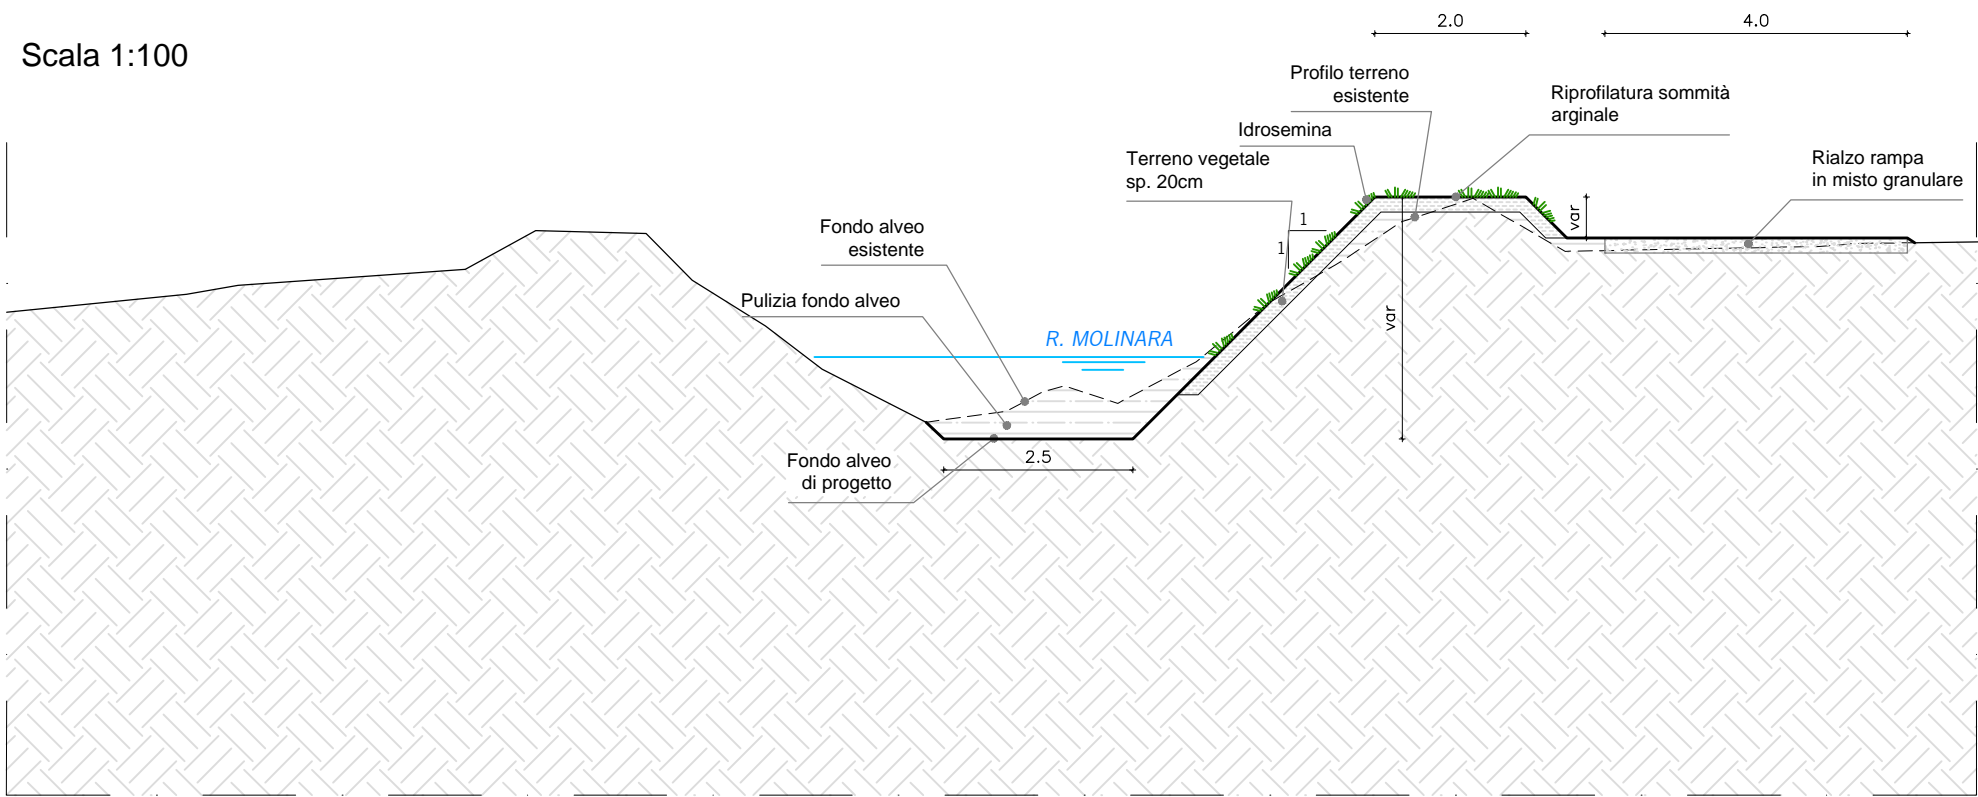 Scala 1:100
2.0
4.0
Profilo terreno
esistente
Riprofilatura sommità
arginale
Idrosemina
Terreno vegetale
sp. 20cm
Rialzo rampa
in misto granulare
1
1
var
var
Fondo alveo
esistente
Pulizia fondo alveo
R. MOLINARA
2.5
Fondo alveo
di progetto